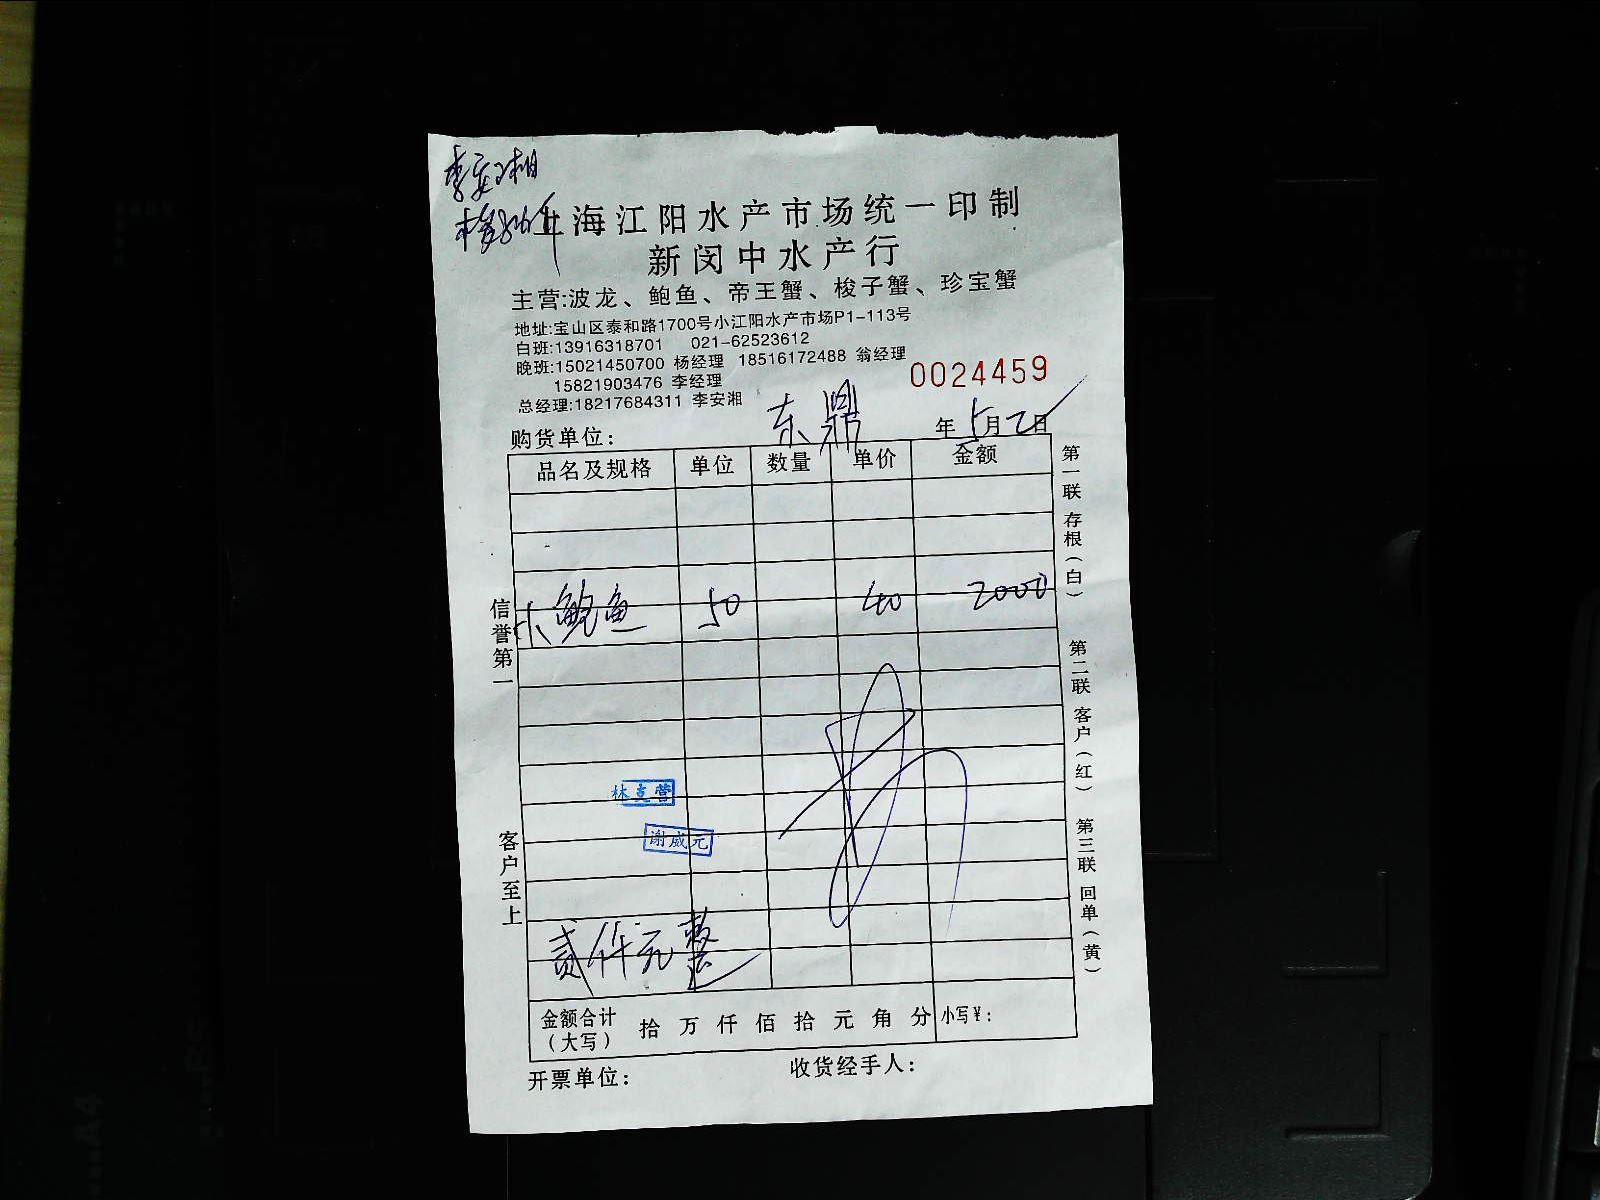 李安湘
上海江阳水产市场统一印制
新闵中水产行
主营:波龙、鲍鱼、帝王蟹、梭子蟹、珍宝蟹
地址:宝山区泰和路1700号小江阳水产市场P1-113号
白班:13916318701 021-62523612
晚班:15021450700 杨经理 18516172488 翁经理
15821903476 李经理
0024459
总经理:18217684311 李安湘
购货单位: 东鼎 年5月2日
品名及规格 单位 数量 单价 金额
小鲍鱼 50 40 2000
林
谢威元
贰仟元整
金额合计(大写) 拾万仟佰拾元角分 小写¥:
开票单位: 收货经手人:
信誉第一
客户至上
第一联 存根(白)
第二联 客户(红)
第三联 回单(黄)